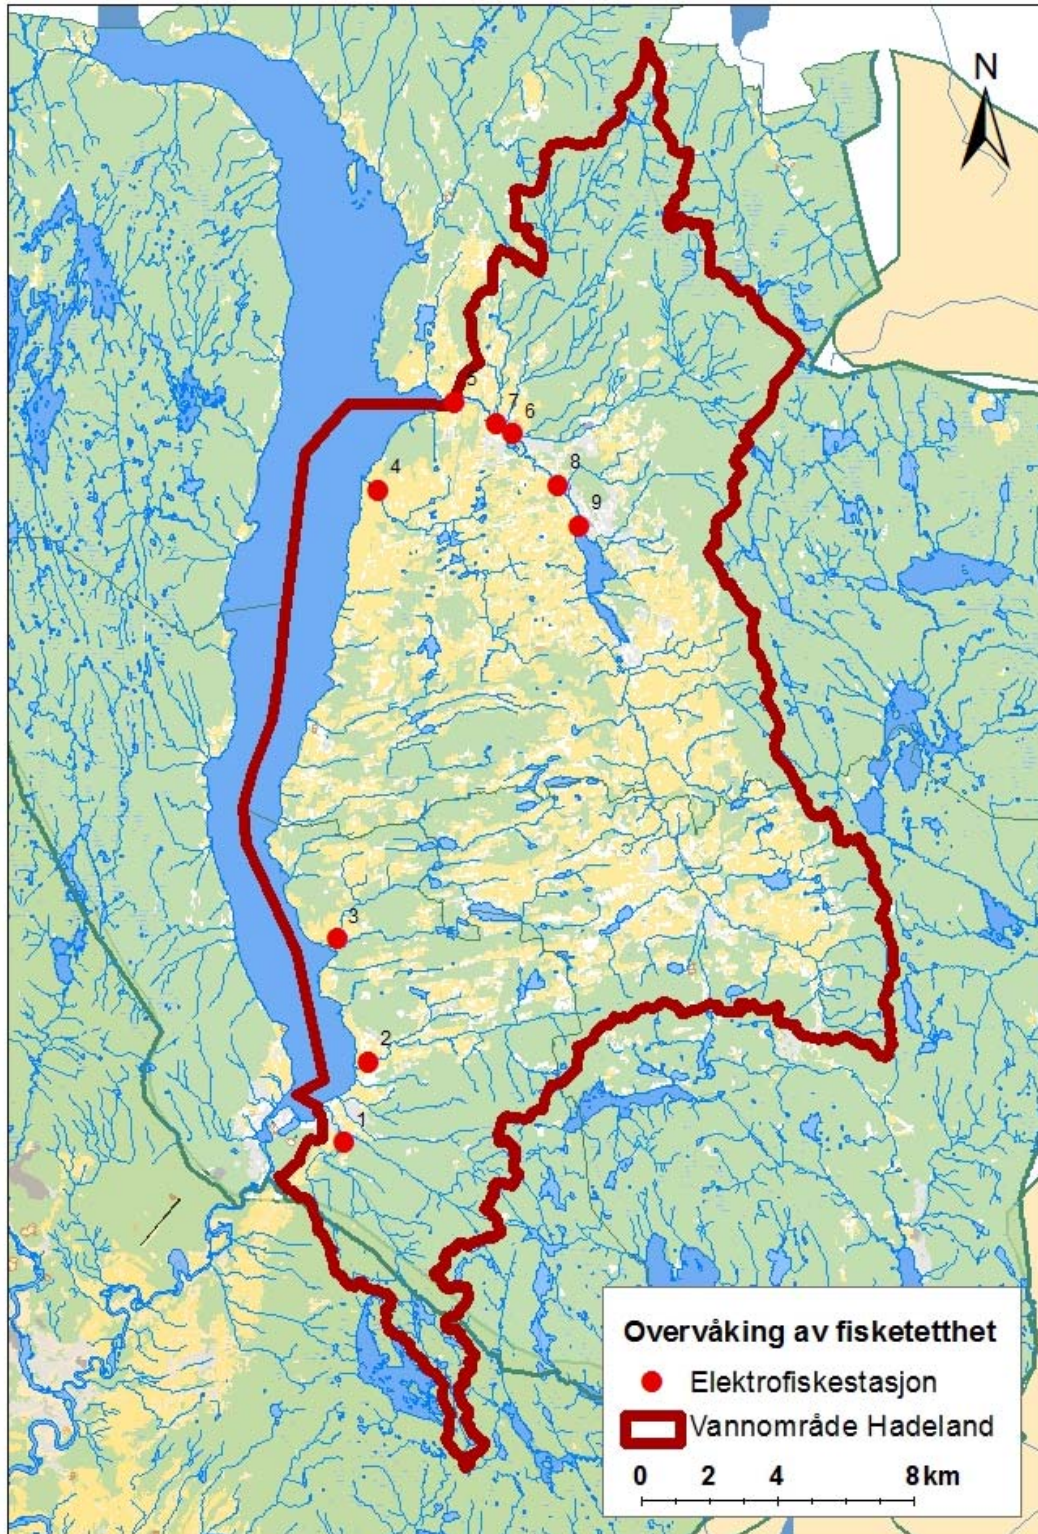 N
5
7
6
4
8
9
3
2
1
Overvåking av fisketetthet
Elektrofiskestasjon
Vannområde Hadeland
0 2 4 8 km